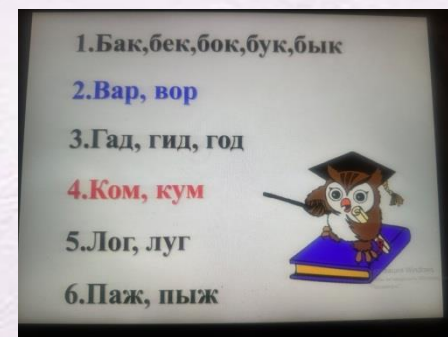 1.Бак,бек,бок,бук,бык
2.Вар, вор
3.Гад, гид, год
4.Ком, кум
5.Лог, луг
6.Паж, пыж